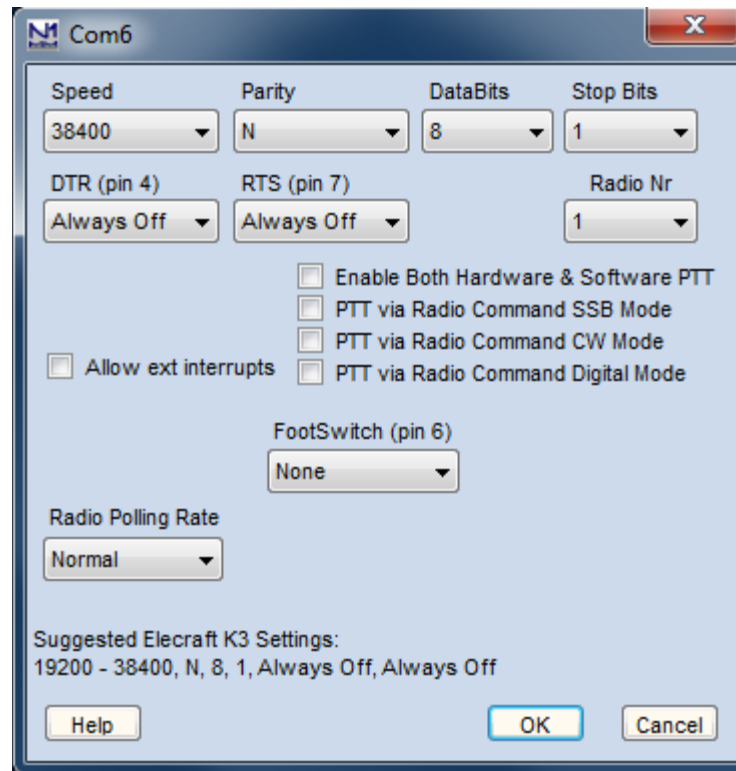 N1
Com6
Speed Parity DataBits Stop Bits
38400 N 8 1
DTR (pin 4) RTS (pin 7) Radio Nr
Always Off Always Off 1
Enable Both Hardware & Software PTT
PTT via Radio Command SSB Mode
PTT via Radio Command CW Mode
Allow ext interrupts PTT via Radio Command Digital Mode
FootSwitch (pin 6)
None
Radio Polling Rate
Normal
Suggested Elecraft K3 Settings:
19200 - 38400, N, 8, 1, Always Off, Always Off
Help OK Cancel